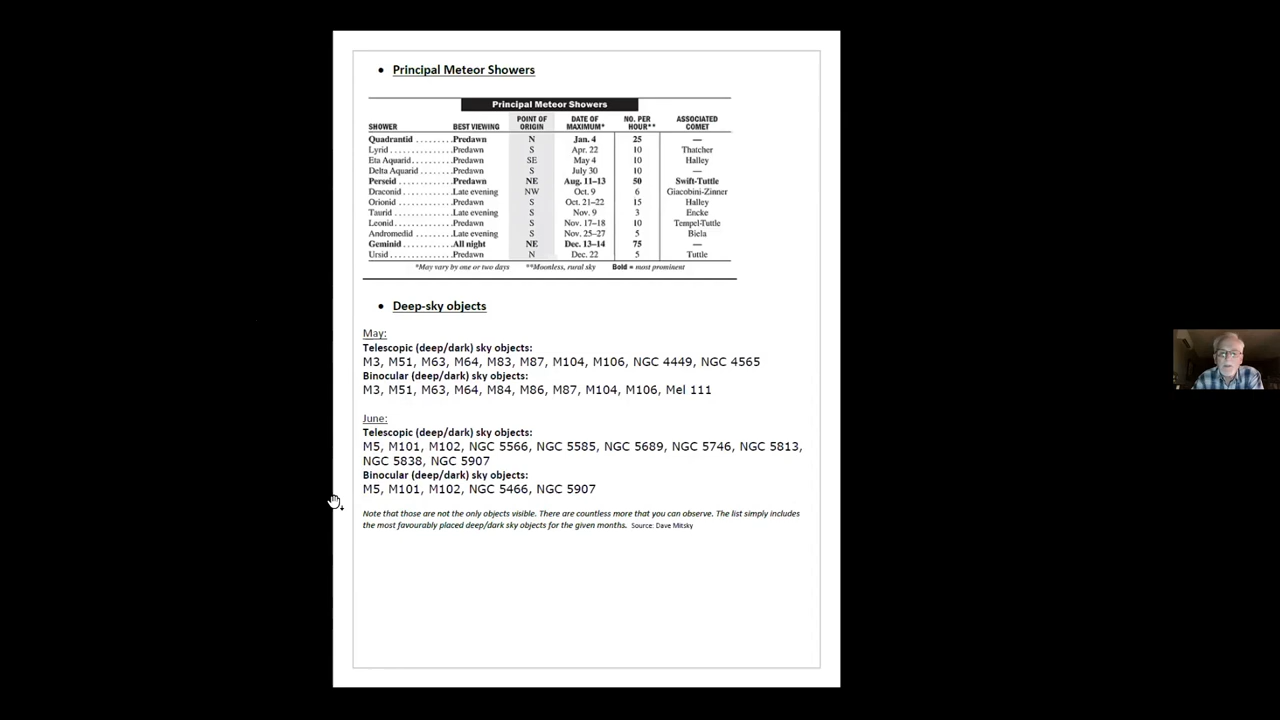 • Principal Meteor Showers
Principal Meteor Showers
SHOWER BEST VIEWING POINT OF ORIGIN DATE OF MAXIMUM* NO. PER HOUR** ASSOCIATED COMET
Quadrantid ........ Predawn N Jan. 4 25 —
Lyrid .............. Predawn S Apr. 22 10 Thatcher
Eta Aquarid ........ Predawn SE May 4 10 Halley
Delta Aquarid ...... Predawn S July 30 10 —
Perseid ............ Predawn NE Aug. 11–13 50 Swift-Tuttle
Draconid ........... Late evening NW Oct. 9 6 Giacobini-Zinner
Orionid ............ Predawn S Oct. 21–22 15 Halley
Taurid ............. Late evening S Nov. 9 3 Encke
Leonid ............. Predawn S Nov. 17–18 10 Tempel-Tuttle
Andromedid ......... Late evening S Nov. 25–27 5 Biela
Geminid ............ All night NE Dec. 13–14 75 —
Ursid .............. Predawn N Dec. 22 5 Tuttle
*May vary by one or two days **Moonless, rural sky Bold = most prominent
• Deep-sky objects
May:
Telescopic (deep/dark) sky objects:
M3, M51, M63, M64, M83, M87, M104, M106, NGC 4449, NGC 4565
Binocular (deep/dark) sky objects:
M3, M51, M63, M64, M84, M86, M87, M104, M106, Mel 111
June:
Telescopic (deep/dark) sky objects:
M5, M101, M102, NGC 5566, NGC 5585, NGC 5689, NGC 5746, NGC 5813,
NGC 5838, NGC 5907
Binocular (deep/dark) sky objects:
M5, M101, M102, NGC 5466, NGC 5907
Note that those are not the only objects visible. There are countless more that you can observe. The list simply includes
the most favourably placed deep/dark sky objects for the given months. Source: Dave Mitsky